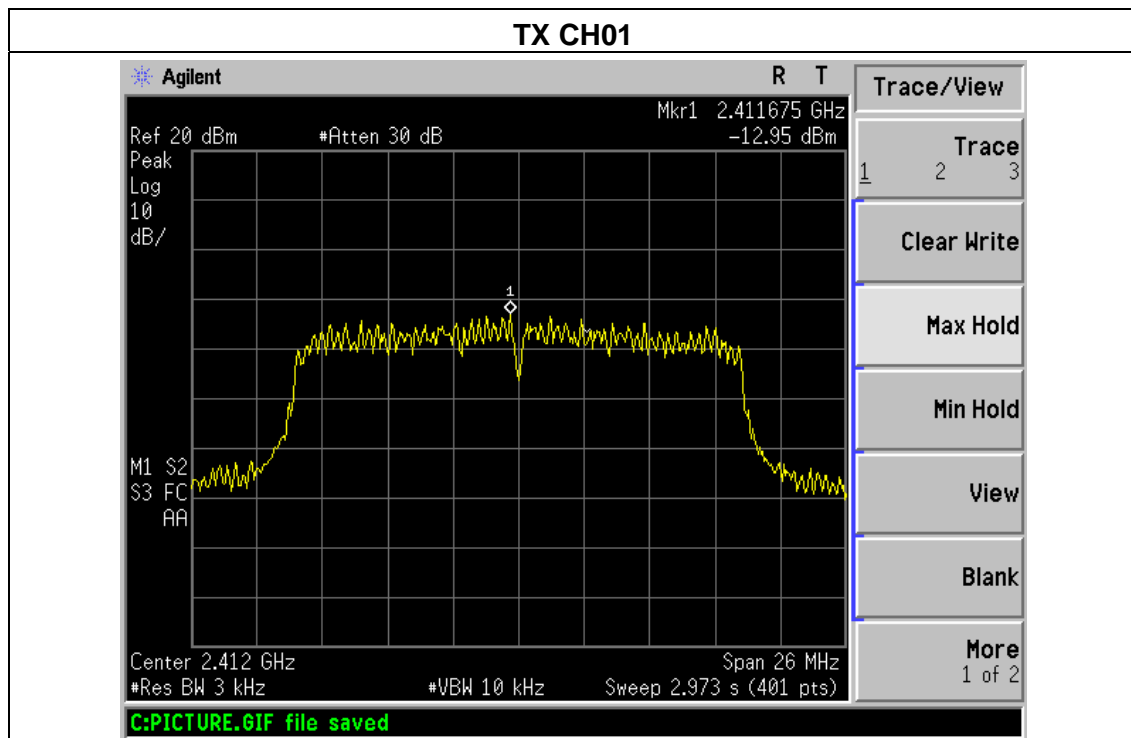 TX CH01
Agilent R T
Mkr1 2.411675 GHz
Ref 20 dBm #Atten 30 dB -12.95 dBm
Peak
Log
10
dB/
1
M1 S2
S3 FC
AA
Center 2.412 GHz Span 26 MHz
#Res BW 3 kHz #VBW 10 kHz Sweep 2.973 s (401 pts)
C:PICTURE.GIF file saved
Trace/View
Trace
1 2 3
Clear Write
Max Hold
Min Hold
View
Blank
More
1 of 2